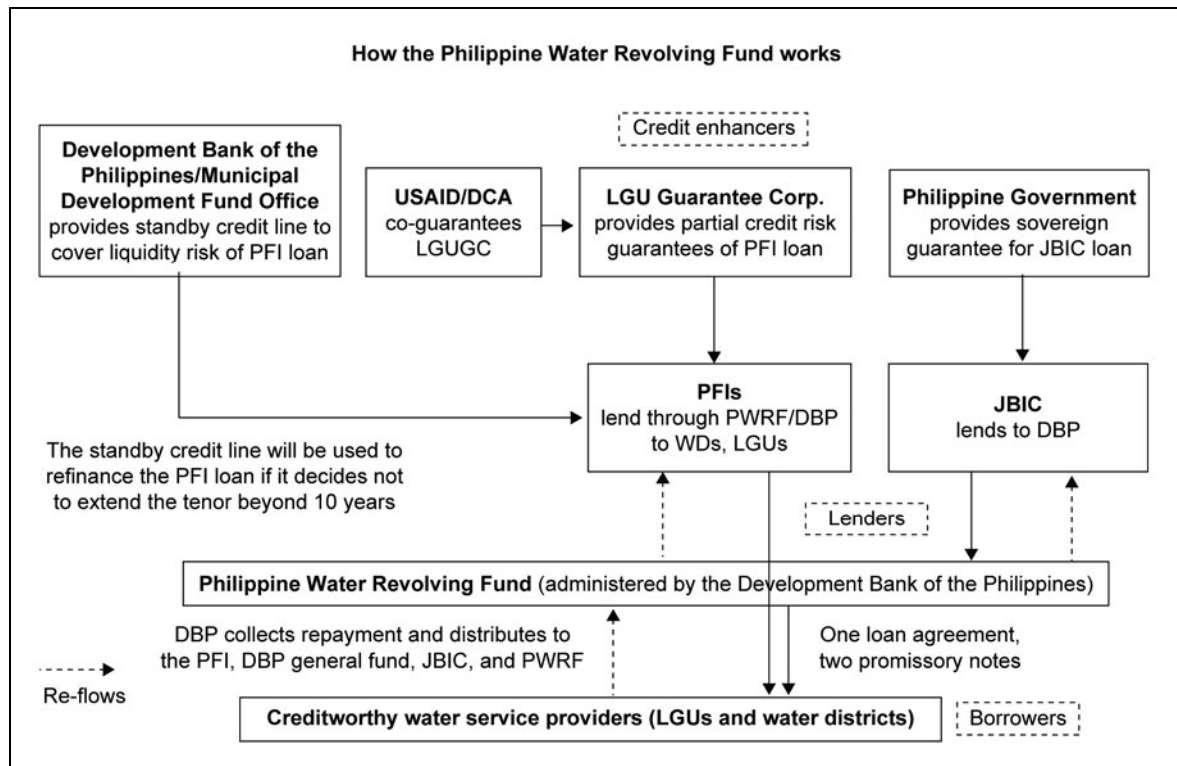 How the Philippine Water Revolving Fund works
Credit enhancers
Development Bank of the
Philippines/Municipal
Development Fund Office
provides standby credit line to
cover liquidity risk of PFI loan
USAID/DCA
co-guarantees
LGUGC
LGU Guarantee Corp.
provides partial credit risk
guarantees of PFI loan
Philippine Government
provides sovereign
guarantee for JBIC loan
PFIs
lend through PWRF/DBP
to WDs, LGUs
JBIC
lends to DBP
The standby credit line will be used to
refinance the PFI loan if it decides not
to extend the tenor beyond 10 years
Lenders
Philippine Water Revolving Fund (administered by the Development Bank of the Philippines)
DBP collects repayment and distributes to
the PFI, DBP general fund, JBIC, and PWRF
One loan agreement,
two promissory notes
Re-flows
Creditworthy water service providers (LGUs and water districts)
Borrowers